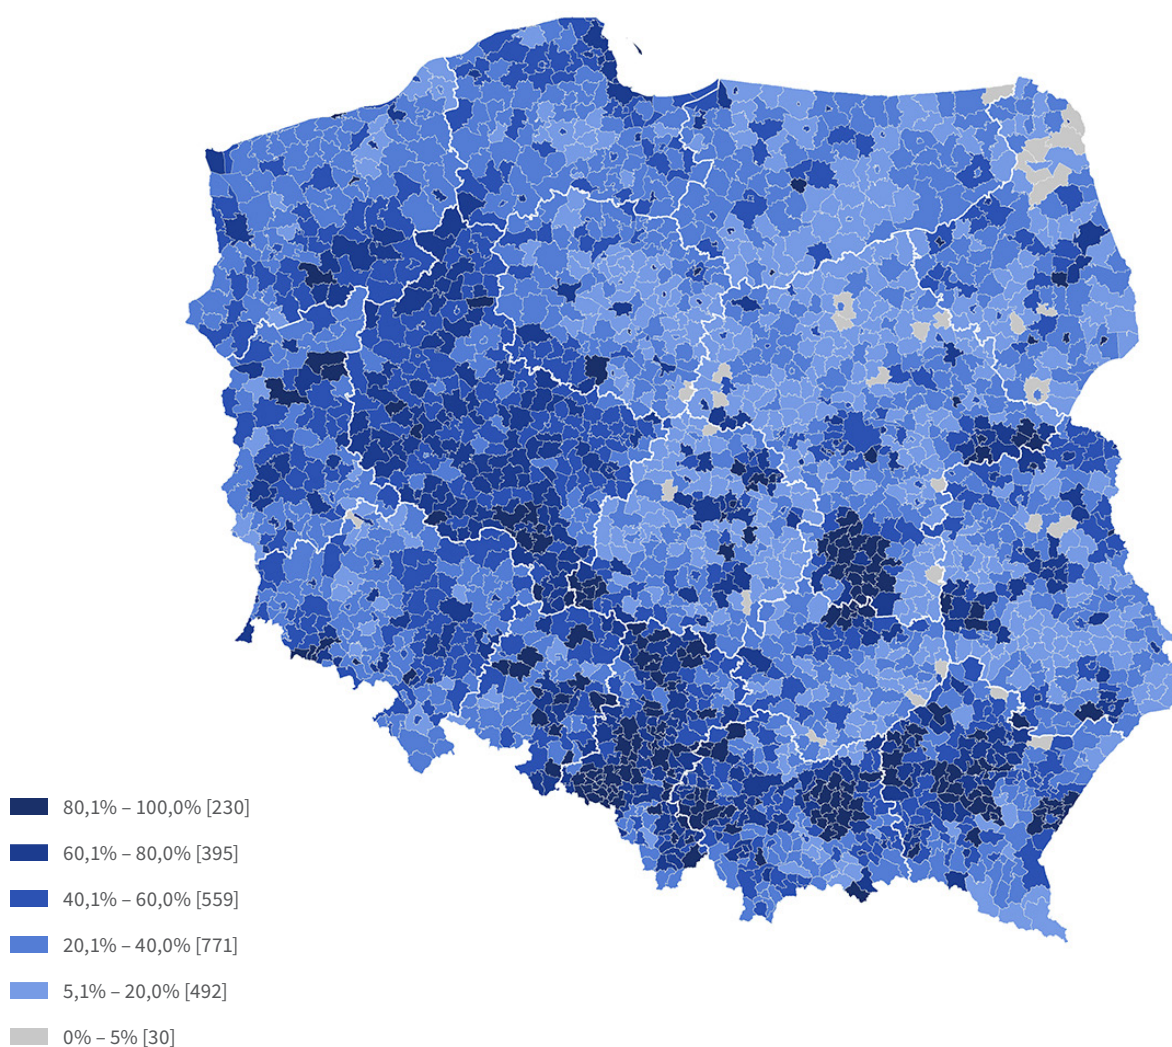 80,1% – 100,0% [230]
60,1% – 80,0% [395]
40,1% – 60,0% [559]
20,1% – 40,0% [771]
5,1% – 20,0% [492]
0% – 5% [30]